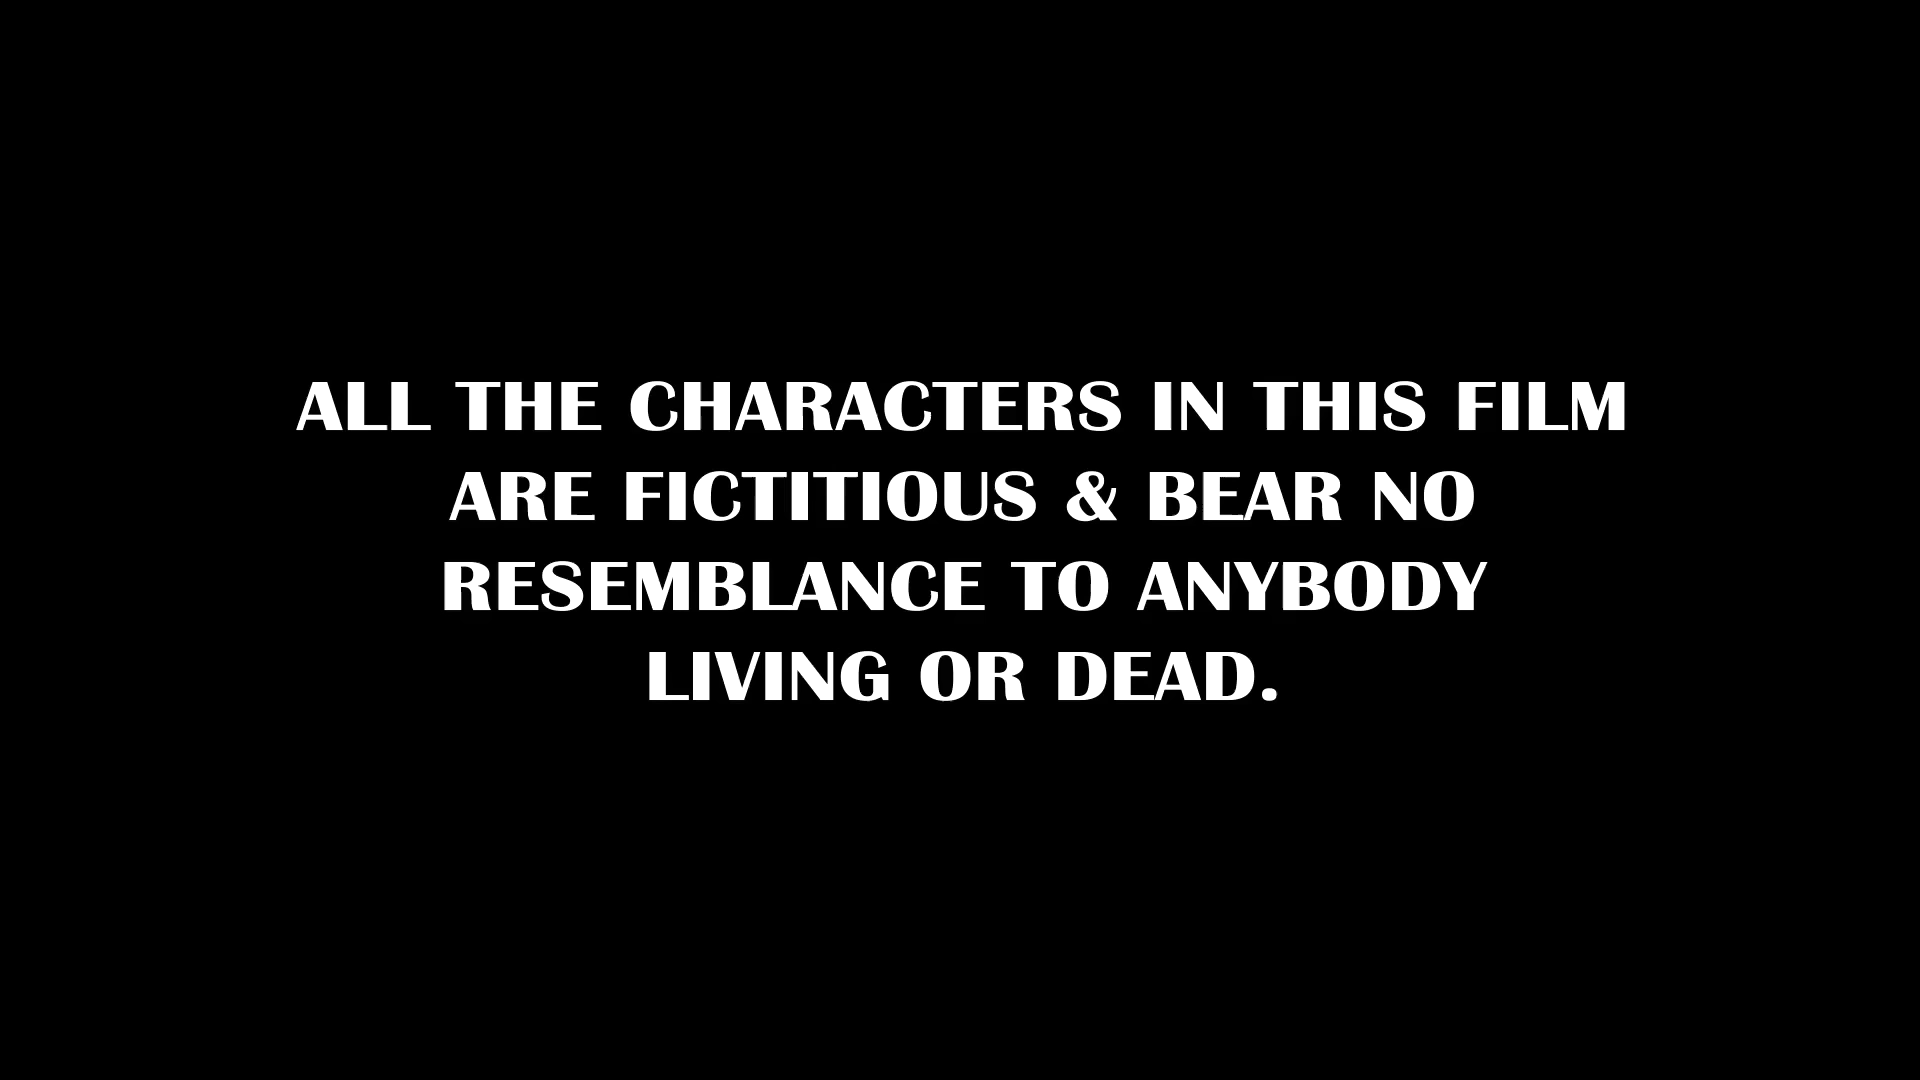 ALL THE CHARACTERS IN THIS FILM
ARE FICTITIOUS & BEAR NO
RESEMBLANCE TO ANYBODY
LIVING OR DEAD.